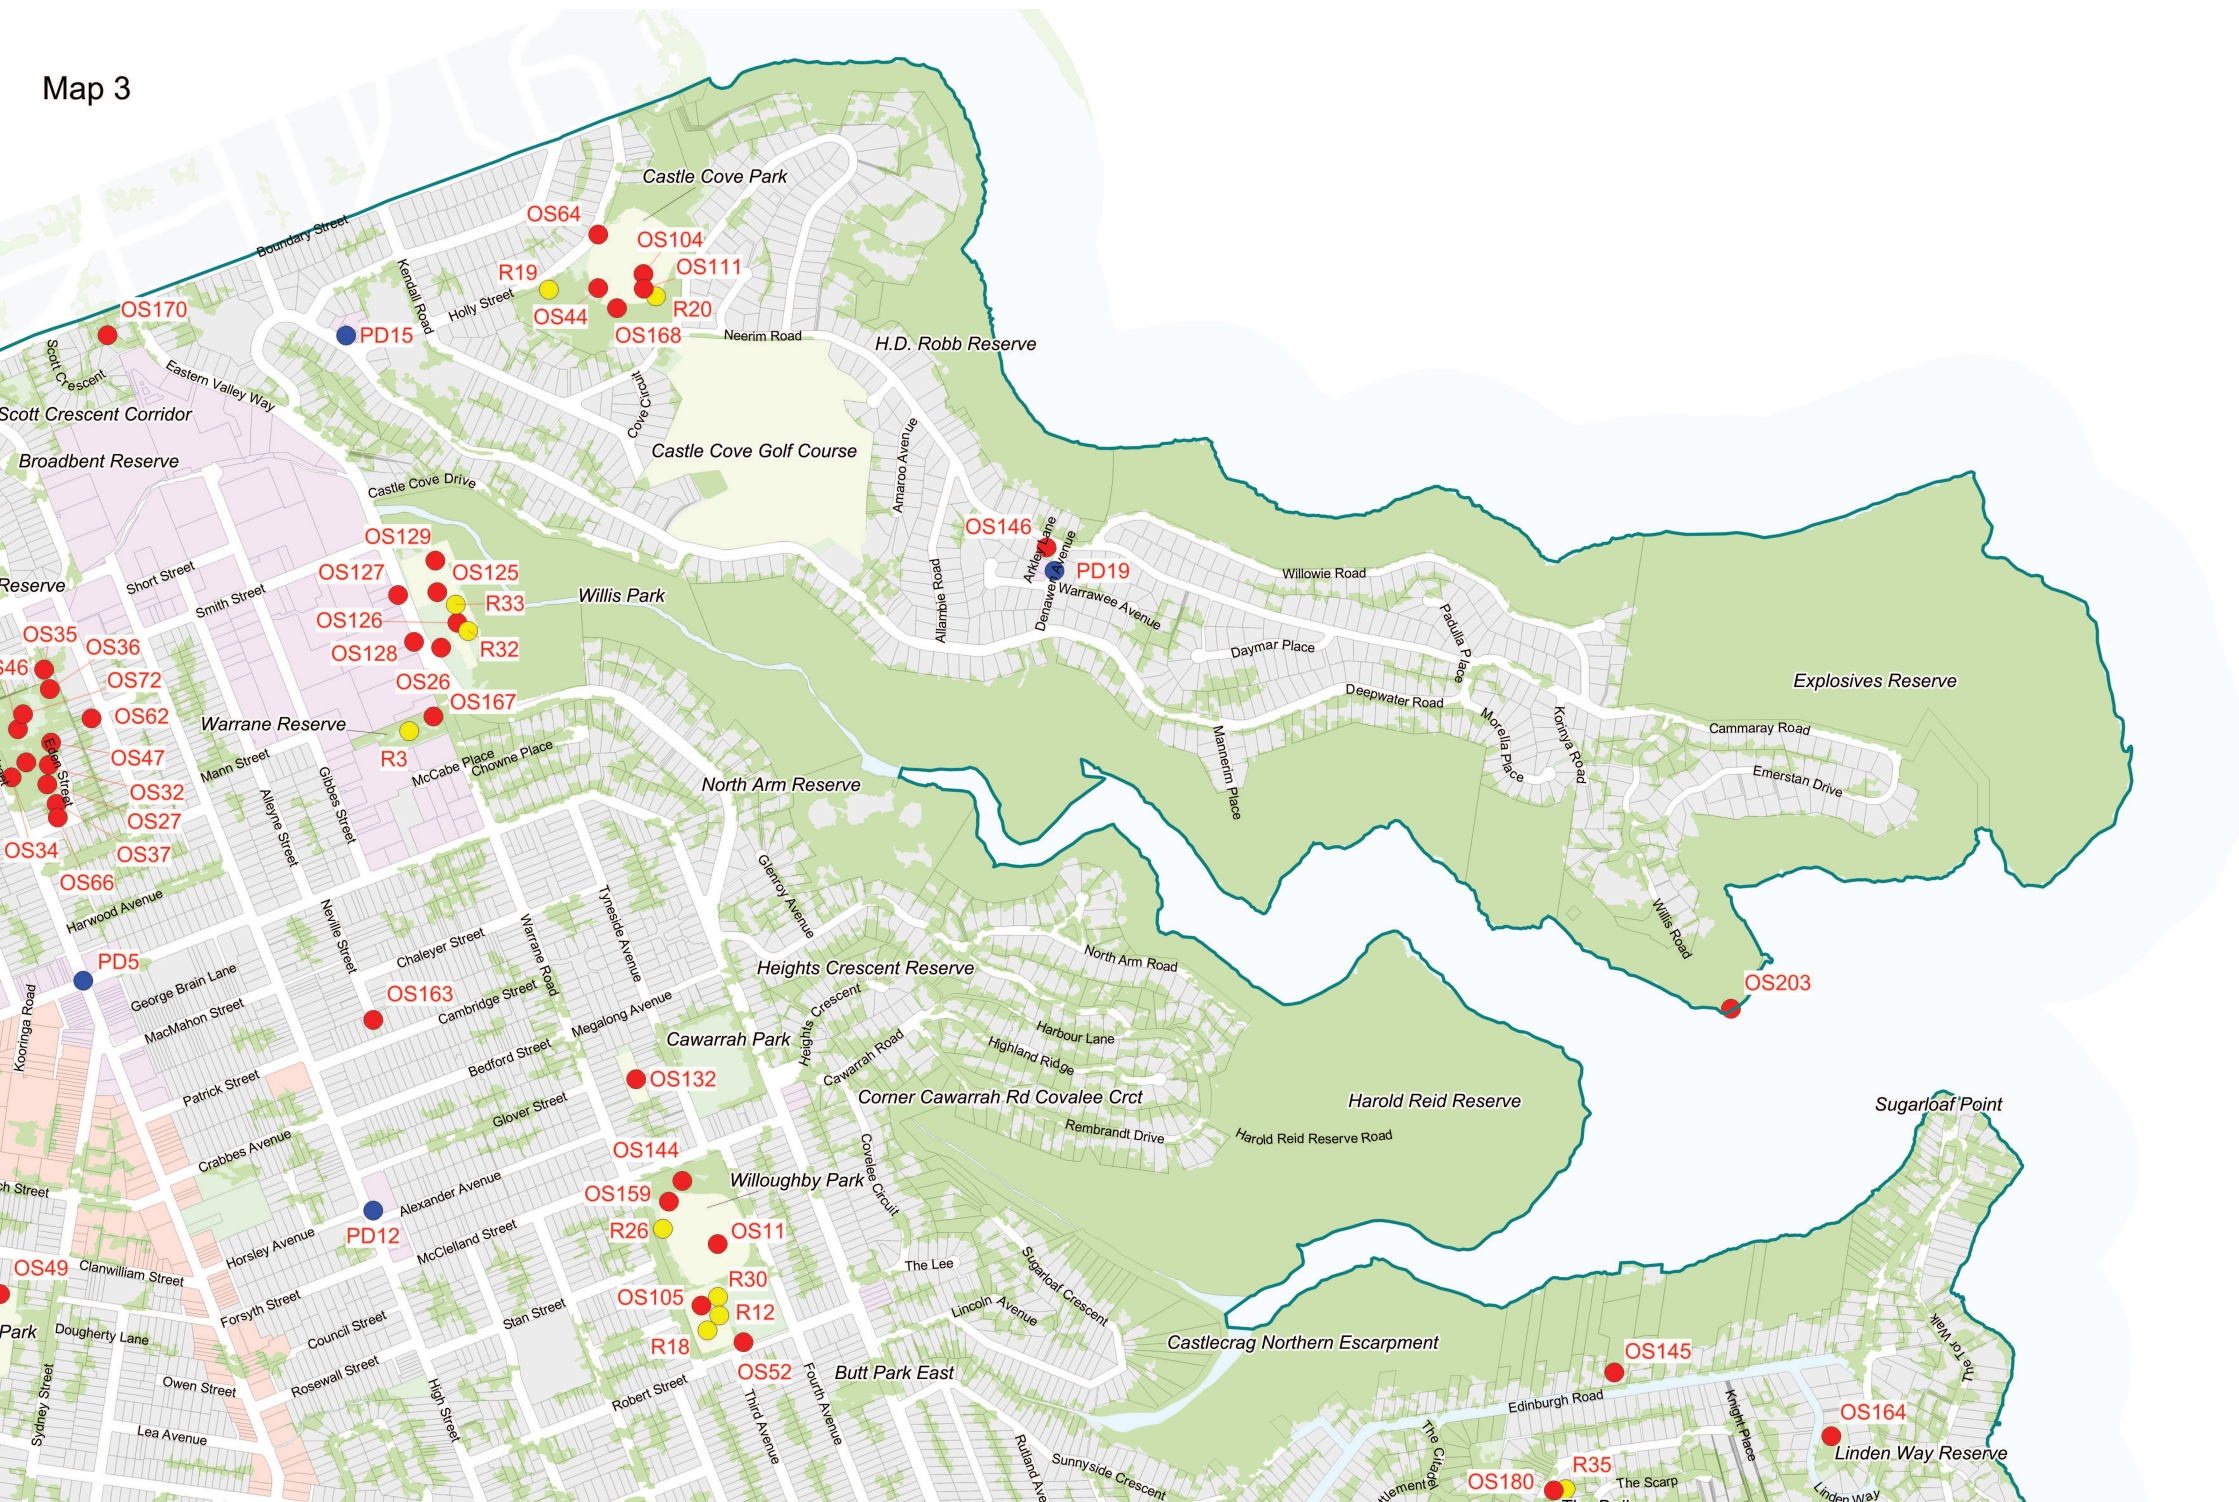 Map 3
Castle Cove Park
OS64
Boundary Street
OS104
OS111
Kendall Road
R19
Holly Street
OS44
R20
OS168
OS170
PD15
Neerim Road
H.D. Robb Reserve
Scott Crescent
Eastern Valley Way
Cove Circuit
Scott Crescent Corridor
Castle Cove Golf Course
Broadbent Reserve
Amaroo Avenue
Castle Cove Drive
OS129
OS146
Arkley Lane
Denawen Avenue
PD19
OS127
OS125
Short Street
Smith Street
Reserve
R33
Willis Park
Willowie Road
Warrawee Avenue
Allambie Road
OS126
OS128
R32
OS35
OS36
S46
Padulla Place
Daymar Place
OS72
OS26
OS167
Explosives Reserve
Deepwater Road
OS62
Warrane Reserve
Morella Place
Korinya Road
Cammaray Road
Mannerim Place
R3
McCabe Place
Chowne Place
Mann Street
OS47
Eden Street
North Arm Reserve
Emerstan Drive
OS32
Gibbes Street
Alleyne Street
OS27
OS34
OS37
OS66
Glenroy Avenue
Harwood Avenue
Tyneside Avenue
Warrane Road
Neville Street
Willis Road
Chaleyer Street
PD5
George Brain Lane
Heights Crescent Reserve
North Arm Road
OS203
OS163
MacMahon Street
Cambridge Street
Megalong Avenue
Heights Crescent
Kooringa Road
Cawarrah Park
Harbour Lane
Highland Ridge
Cawarrah Road
Bedford Street
OS132
Patrick Street
Corner Cawarrah Rd Covalee Crct
Harold Reid Reserve
Sugarloaf Point
Glover Street
Rembrandt Drive
Harold Reid Reserve Road
Crabbes Avenue
OS144
Covelee Circuit
ch Street
Alexander Avenue
OS159
Willoughby Park
PD12
R26
OS11
Horsley Avenue
McClelland Street
OS49
Clanwilliam Street
The Lee
Sugarloaf Crescent
R30
OS105
R12
Forsyth Street
Stan Street
Lincoln Avenue
Park
Dougherty Lane
Council Street
R18
Castlecrag Northern Escarpment
The Tor Walk
OS145
OS52
Butt Park East
Rosewall Street
Owen Street
Robert Street
Third Avenue
Fourth Avenue
High Street
Sydney Street
Edinburgh Road
Knight Place
OS164
Lea Avenue
Rutland Ave
Sunnyside Crescent
The Citadel
Linden Way Reserve
R35
OS180
The Scarp
ttlement
Linden Way